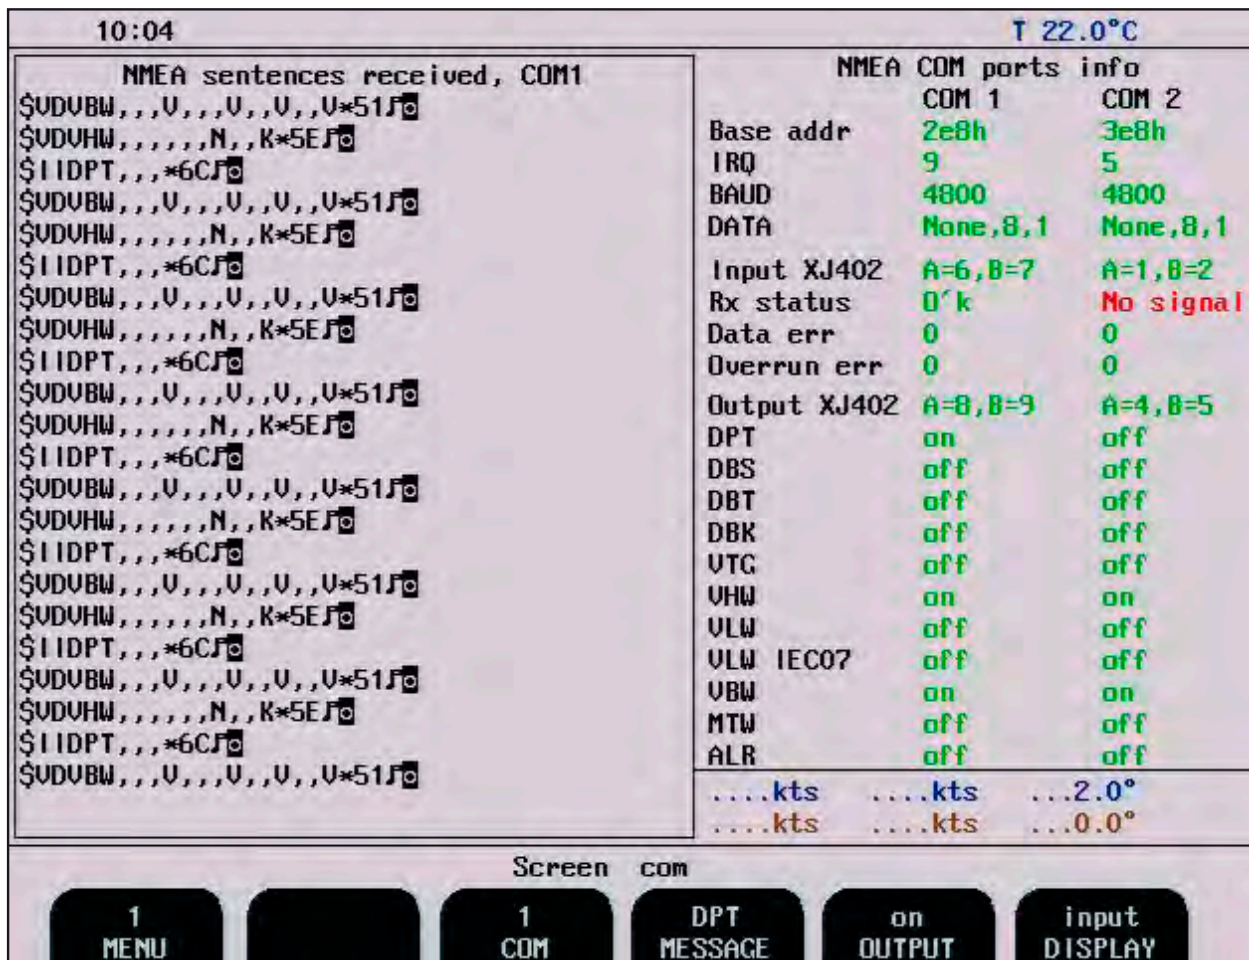 10:04
T 22.0°C
NMEA sentences received, COM1
$VDVBW,,,V,,,V,,V,,V*51♪◙
$VDVHW,,,,,,N,,K*5E♪◙
$IIDPT,,,*6C♪◙
$VDVBW,,,V,,,V,,V,,V*51♪◙
$VDVHW,,,,,,N,,K*5E♪◙
$IIDPT,,,*6C♪◙
$VDVBW,,,V,,,V,,V,,V*51♪◙
$VDVHW,,,,,,N,,K*5E♪◙
$IIDPT,,,*6C♪◙
$VDVBW,,,V,,,V,,V,,V*51♪◙
$VDVHW,,,,,,N,,K*5E♪◙
$IIDPT,,,*6C♪◙
$VDVBW,,,V,,,V,,V,,V*51♪◙
$VDVHW,,,,,,N,,K*5E♪◙
$IIDPT,,,*6C♪◙
$VDVBW,,,V,,,V,,V,,V*51♪◙
$VDVHW,,,,,,N,,K*5E♪◙
$IIDPT,,,*6C♪◙
$VDVBW,,,V,,,V,,V,,V*51♪◙
$VDVHW,,,,,,N,,K*5E♪◙
$IIDPT,,,*6C♪◙
$VDVBW,,,V,,,V,,V,,V*51♪◙
NMEA COM ports info
COM 1 COM 2
Base addr 2e8h 3e8h
IRQ 9 5
BAUD 4800 4800
DATA None,8,1 None,8,1
Input XJ402 A=6,B=7 A=1,B=2
Rx status O´k No signal
Data err 0 0
Overrun err 0 0
Output XJ402 A=8,B=9 A=4,B=5
DPT on off
DBS off off
DBT off off
DBK off off
VTG off off
VHW on on
VLW off off
VLW IEC07 off off
VBW on on
MTW off off
ALR off off
....kts ....kts ...2.0°
....kts ....kts ...0.0°
Screen com
1 MENU
1 COM
DPT MESSAGE
on OUTPUT
input DISPLAY